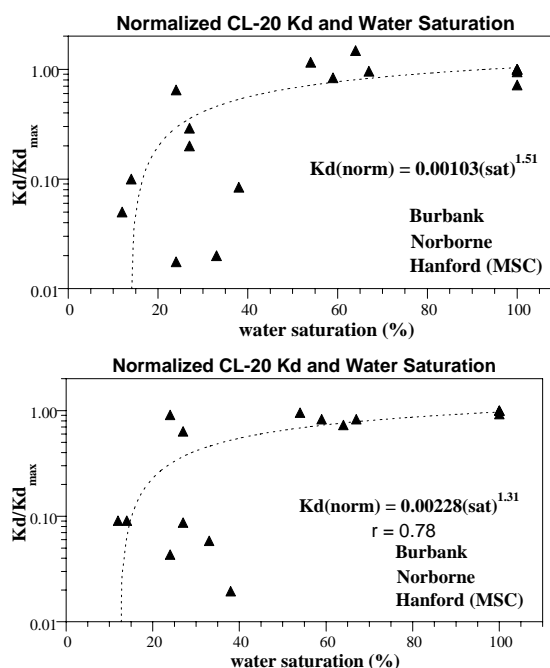 Normalized CL-20 Kd and Water Saturation
1.00
0.10
0.01
Kd/Kd max
Kd(norm) = 0.00103(sat)^1.51
Burbank
Norborne
Hanford (MSC)
0 20 40 60 80 100
water saturation (%)
Normalized CL-20 Kd and Water Saturation
1.00
0.10
0.01
Kd/Kd max
Kd(norm) = 0.00228(sat)^1.31
r = 0.78
Burbank
Norborne
Hanford (MSC)
0 20 40 60 80 100
water saturation (%)